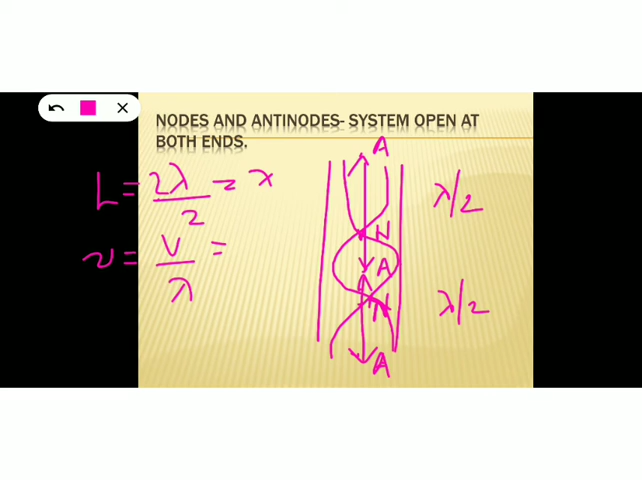 NODES AND ANTINODES- SYSTEM OPEN AT
BOTH ENDS.
A
L = 2λ/2 = λ
λ/2
N
ν = V/λ =
A
N
λ/2
A